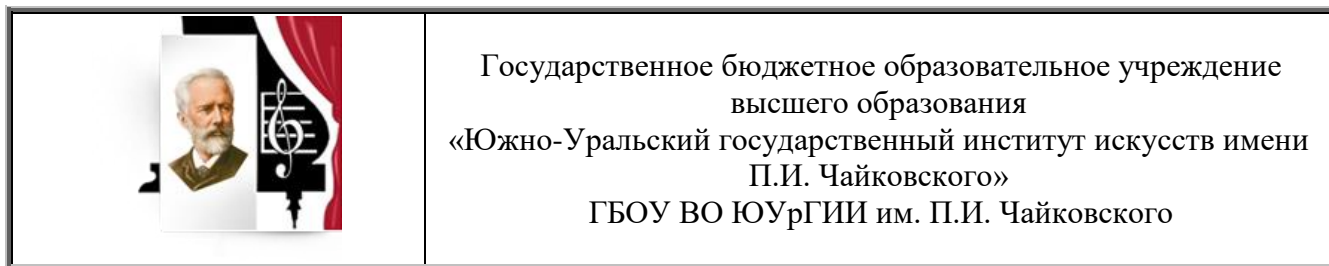 Государственное бюджетное образовательное учреждение
высшего образования
«Южно-Уральский государственный институт искусств имени
П.И. Чайковского»
ГБОУ ВО ЮУрГИИ им. П.И. Чайковского